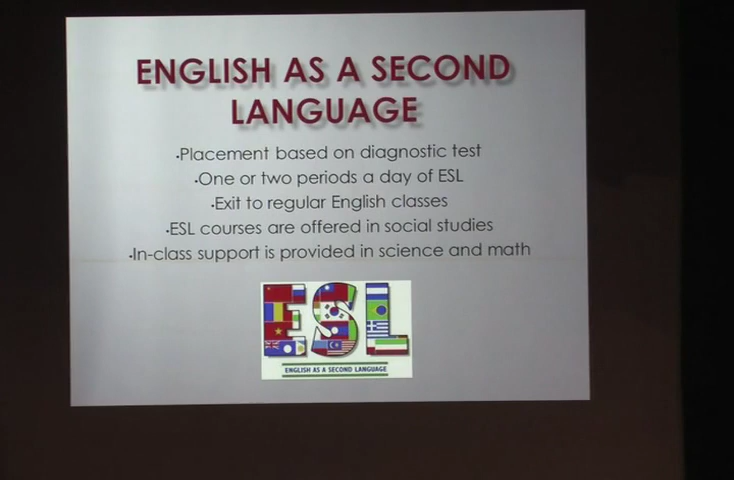 ENGLISH AS A SECOND
LANGUAGE
•Placement based on diagnostic test
•One or two periods a day of ESL
•Exit to regular English classes
•ESL courses are offered in social studies
•In-class support is provided in science and math
ESL
ENGLISH AS A SECOND LANGUAGE